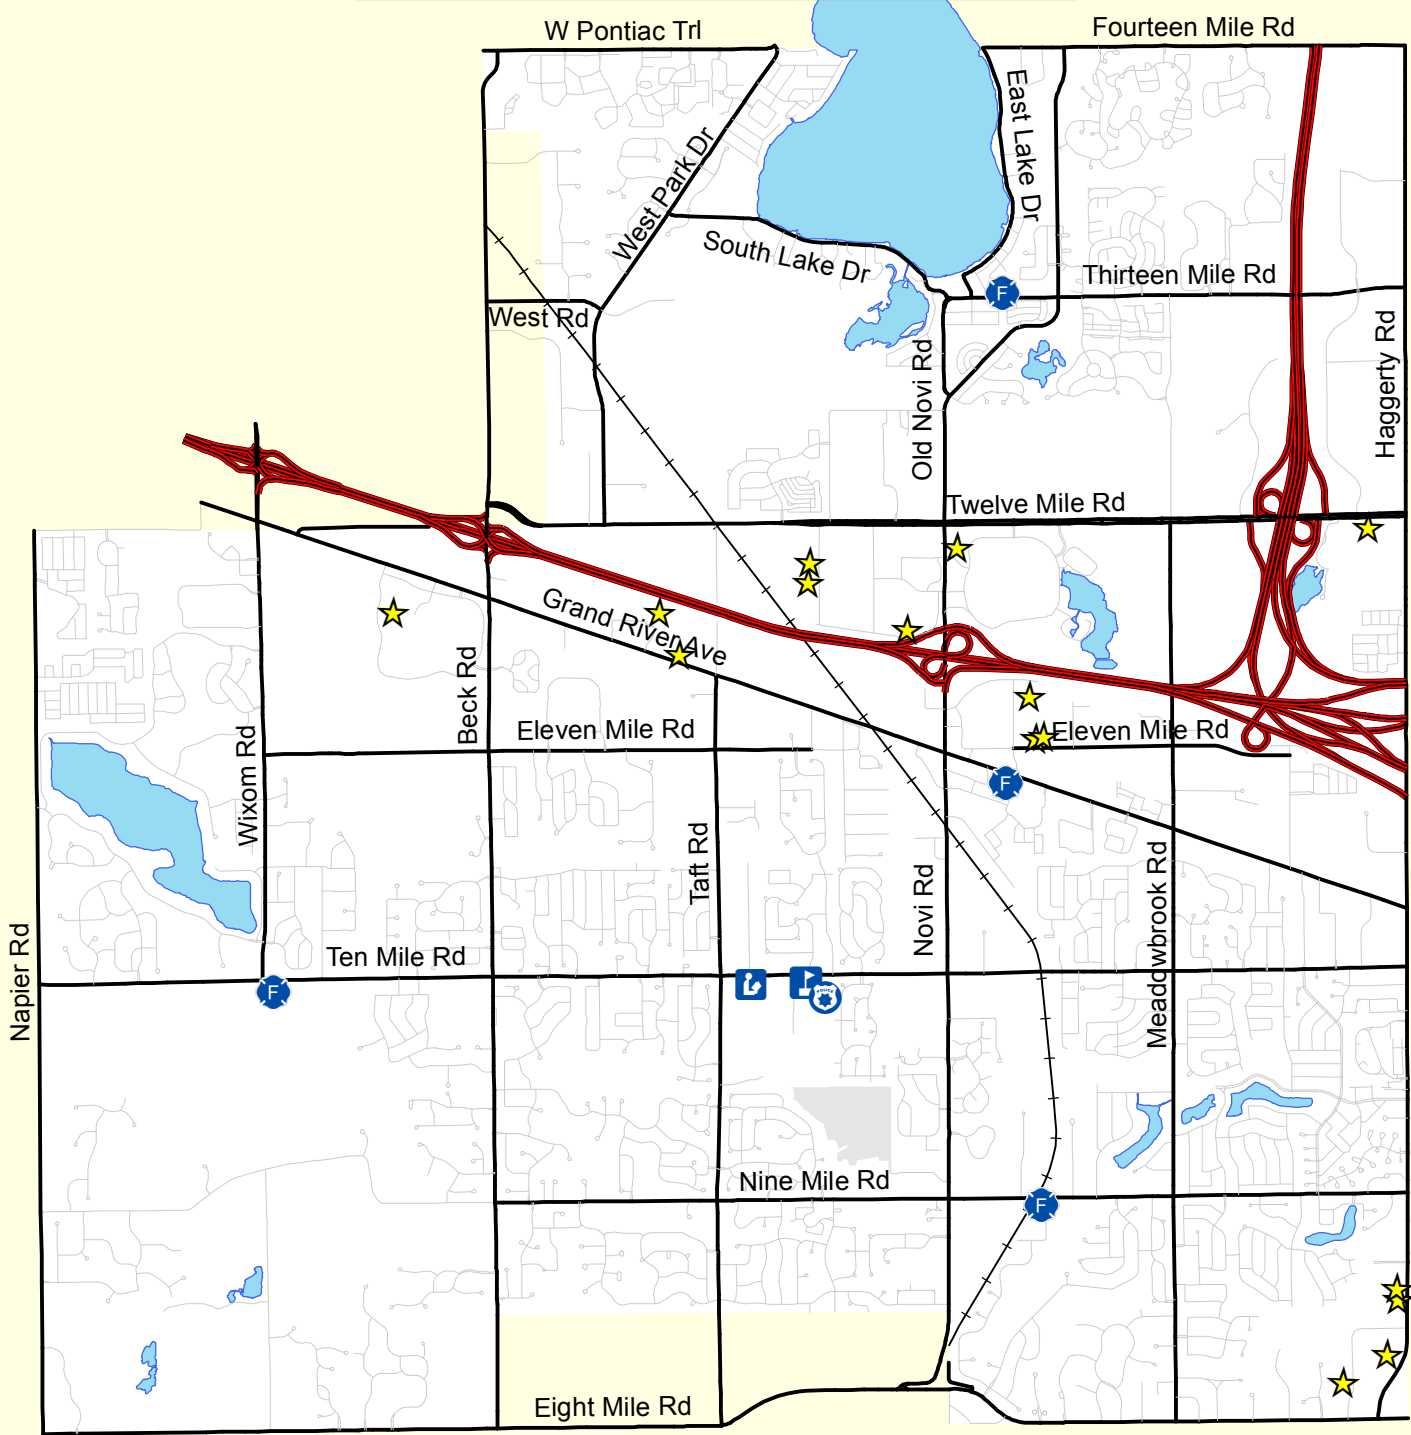 W Pontiac Trl
Fourteen Mile Rd
East Lake Dr
West Park Dr
South Lake Dr
Thirteen Mile Rd
F
West Rd
Haggerty Rd
Old Novi Rd
Twelve Mile Rd
Grand River Ave
Beck Rd
Eleven Mile Rd
Eleven Mile Rd
Wixom Rd
F
Taft Rd
Meadowbrook Rd
Novi Rd
Napier Rd
Ten Mile Rd
F
POLICE
Nine Mile Rd
F
Eight Mile Rd